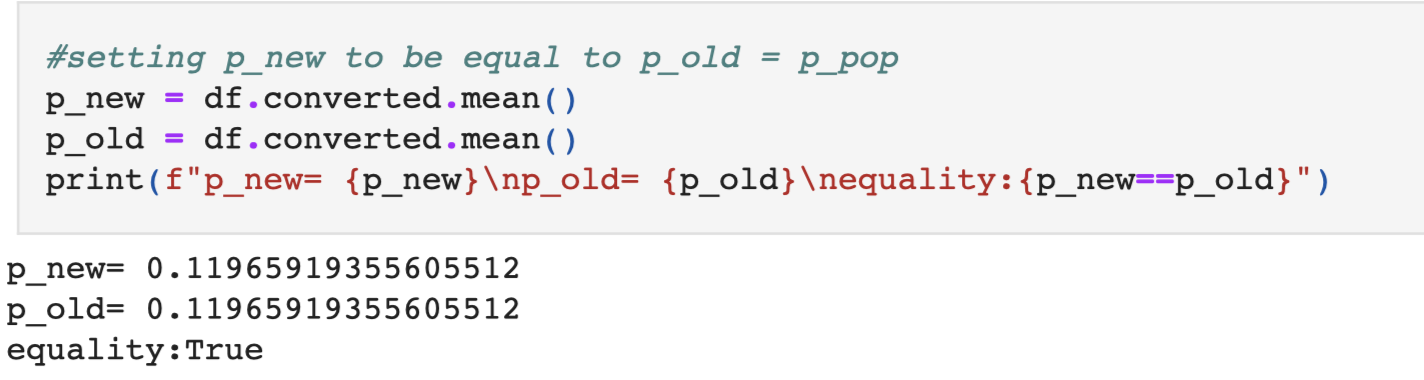 #setting p_new to be equal to p_old = p_pop
p_new = df.converted.mean()
p_old = df.converted.mean()
print(f"p_new= {p_new}\np_old= {p_old}\nequality:{p_new==p_old}")
p_new= 0.11965919355605512
p_old= 0.11965919355605512
equality:True